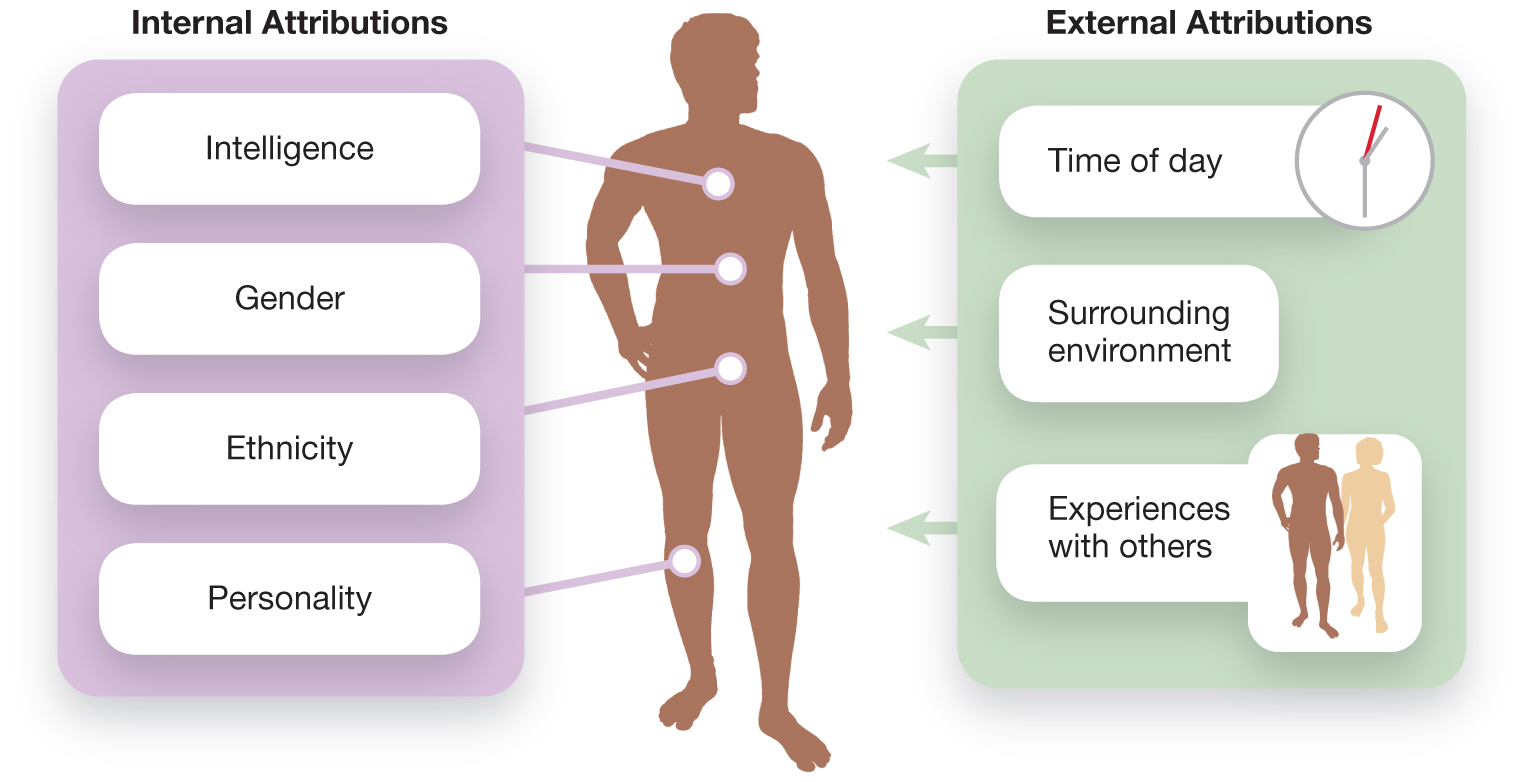 Internal Attributions
Intelligence
Gender
Ethnicity
Personality
External Attributions
Time of day
Surrounding
environment
Experiences
with others